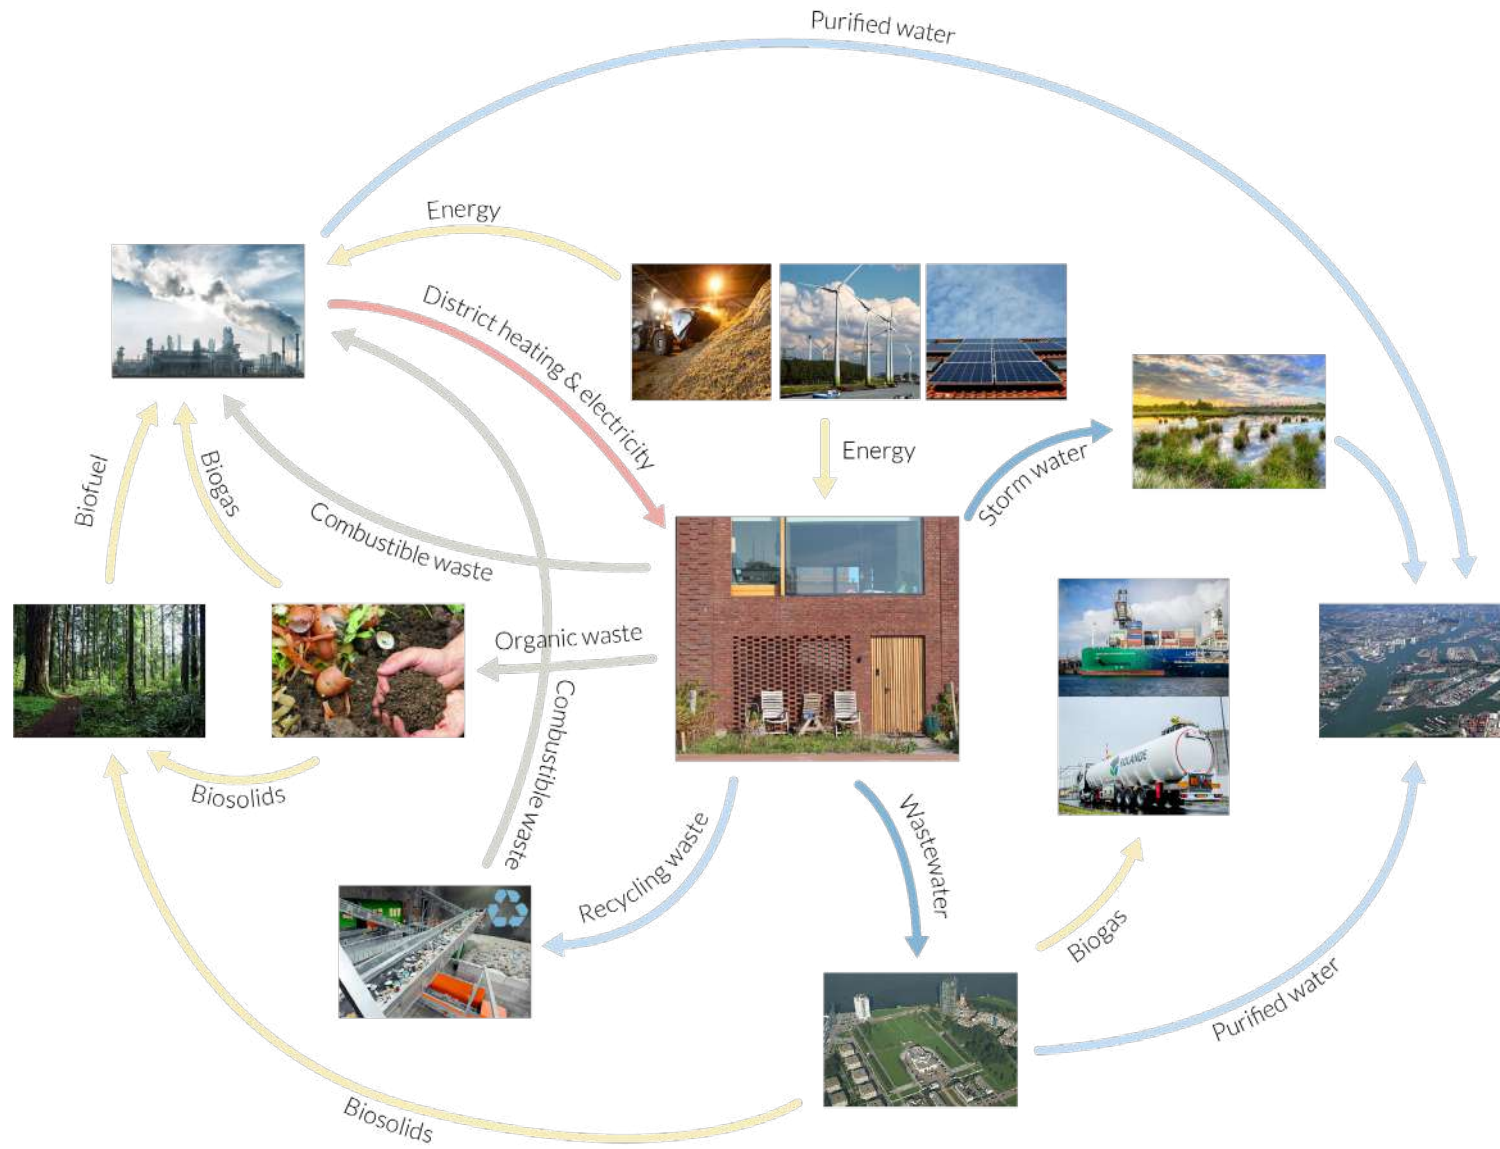 Purified water
Energy
District heating & electricity
Energy
Storm water
Biofuel
Biogas
Combustible waste
Organic waste
Combustible waste
Biosolids
Recycling waste
Wastewater
ROLANDE
Biogas
Purified water
Biosolids